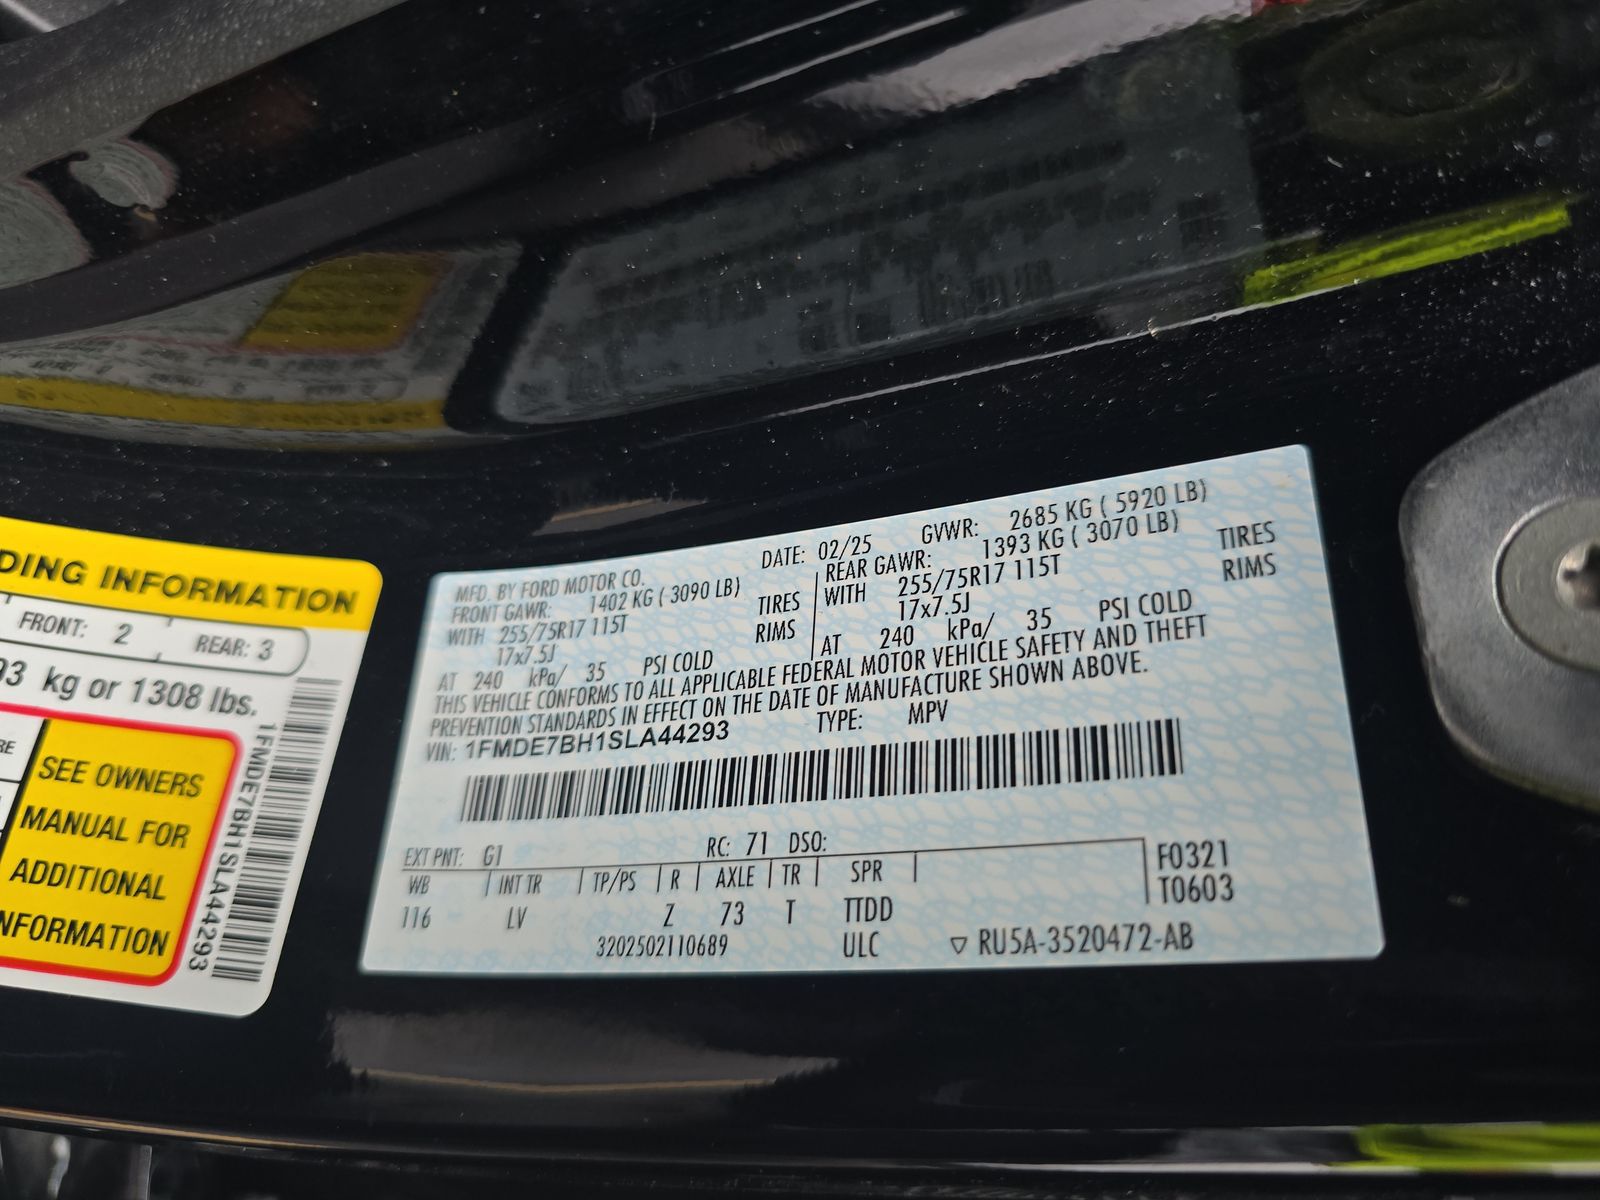 DING INFORMATION
FRONT: 2 REAR: 3
93 kg or 1308 lbs.
RE
SEE OWNERS
MANUAL FOR
ADDITIONAL
NFORMATION
1FMDE7BH1SLA44293
MFD. BY FORD MOTOR CO. DATE: 02/25 GVWR: 2685 KG ( 5920 LB)
FRONT GAWR: 1402 KG ( 3090 LB) REAR GAWR: 1393 KG ( 3070 LB)
WITH 255/75R17 115T TIRES WITH 255/75R17 115T TIRES
17x7.5J RIMS 17x7.5J RIMS
AT 240 kPa/ 35 PSI COLD AT 240 kPa/ 35 PSI COLD
THIS VEHICLE CONFORMS TO ALL APPLICABLE FEDERAL MOTOR VEHICLE SAFETY AND THEFT
PREVENTION STANDARDS IN EFFECT ON THE DATE OF MANUFACTURE SHOWN ABOVE.
VIN: 1FMDE7BH1SLA44293 TYPE: MPV
EXT PNT: G1 RC: 71 DSO:
WB INT TR TP/PS R AXLE TR SPR F0321
116 LV Z 73 T TTDD T0603
3202502110689 ULC ▽ RU5A-3520472-AB